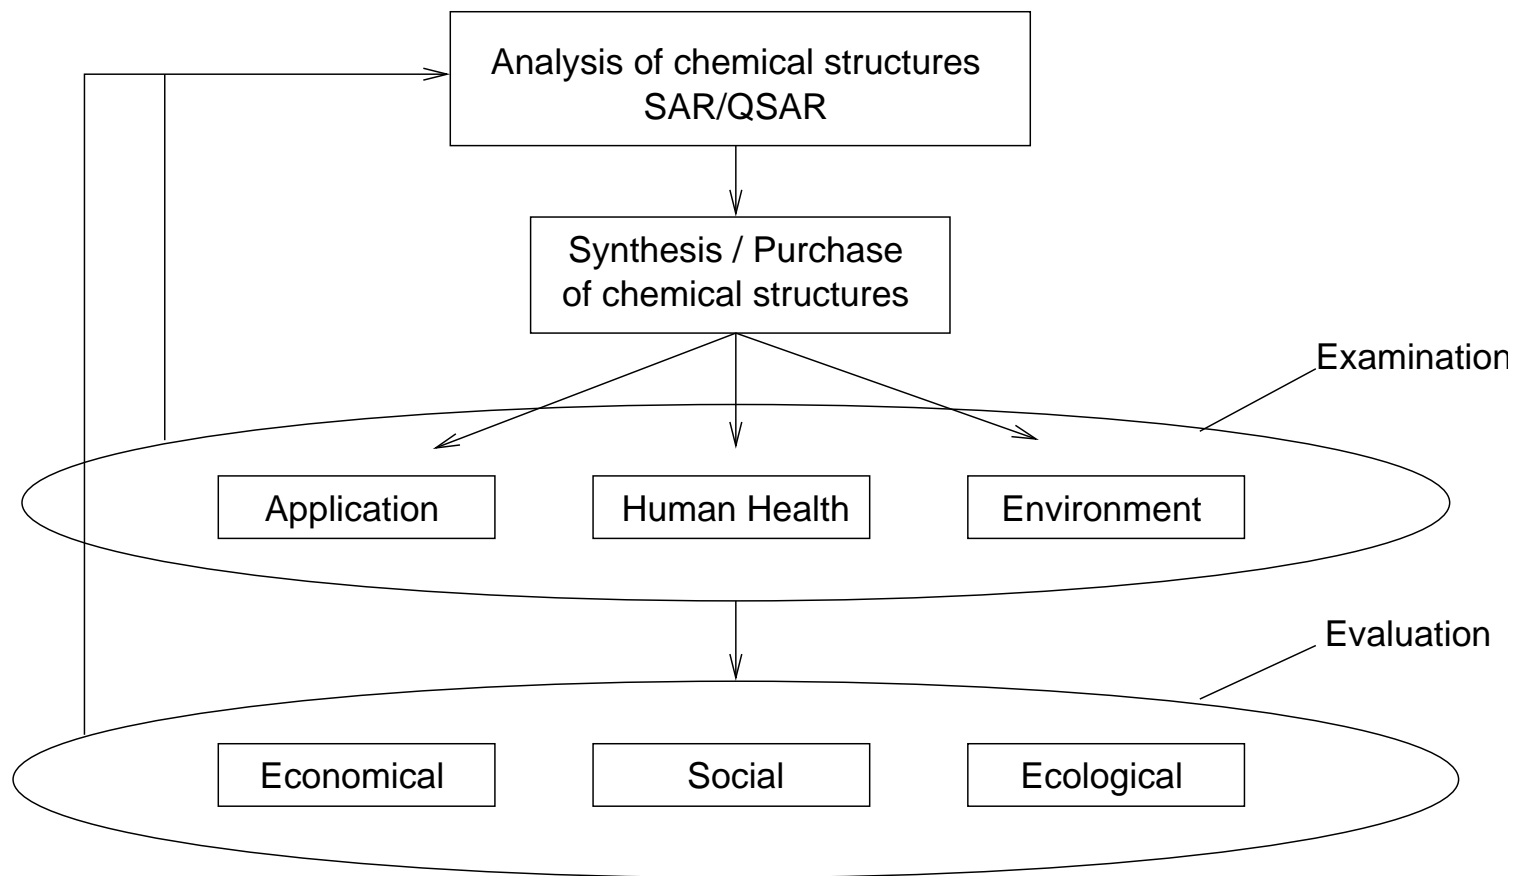 Analysis of chemical structures
SAR/QSAR
Synthesis / Purchase
of chemical structures
Examination
Application
Human Health
Environment
Evaluation
Economical
Social
Ecological